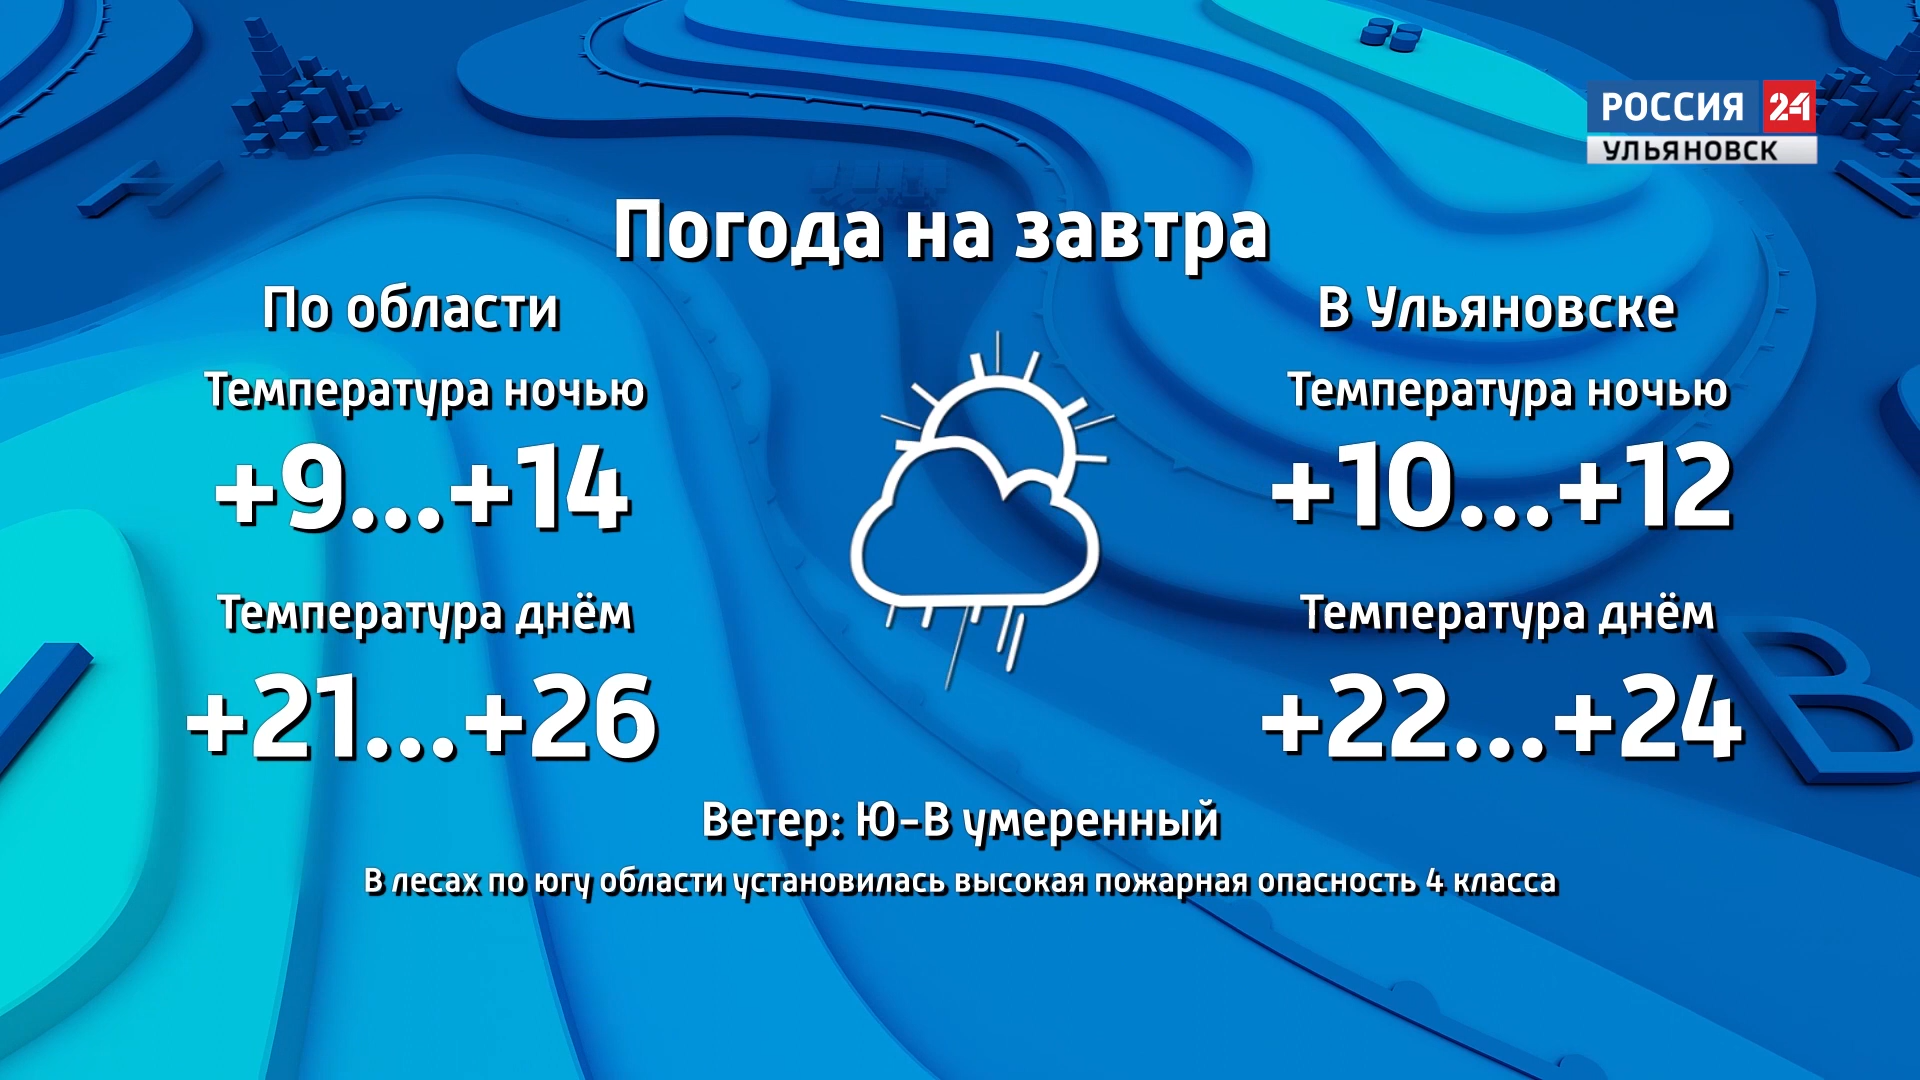 РОССИЯ 24
УЛЬЯНОВСК
Погода на завтра
По области
Температура ночью
+9...+14
Температура днём
+21...+26
В Ульяновске
Температура ночью
+10...+12
Температура днём
+22...+24
Ветер: Ю-В умеренный
В лесах по югу области установилась высокая пожарная опасность 4 класса